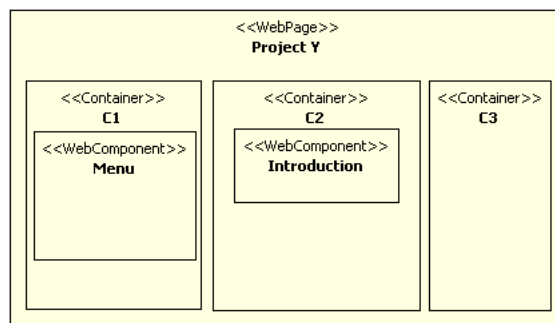 <<WebPage>>
Project Y
<<Container>>
C1
<<WebComponent>>
Menu
<<Container>>
C2
<<WebComponent>>
Introduction
<<Container>>
C3